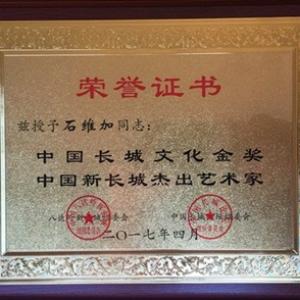 荣誉证书
兹授予石维加同志：
中国长城文化金奖
中国新长城杰出艺术家
二〇一七年四月